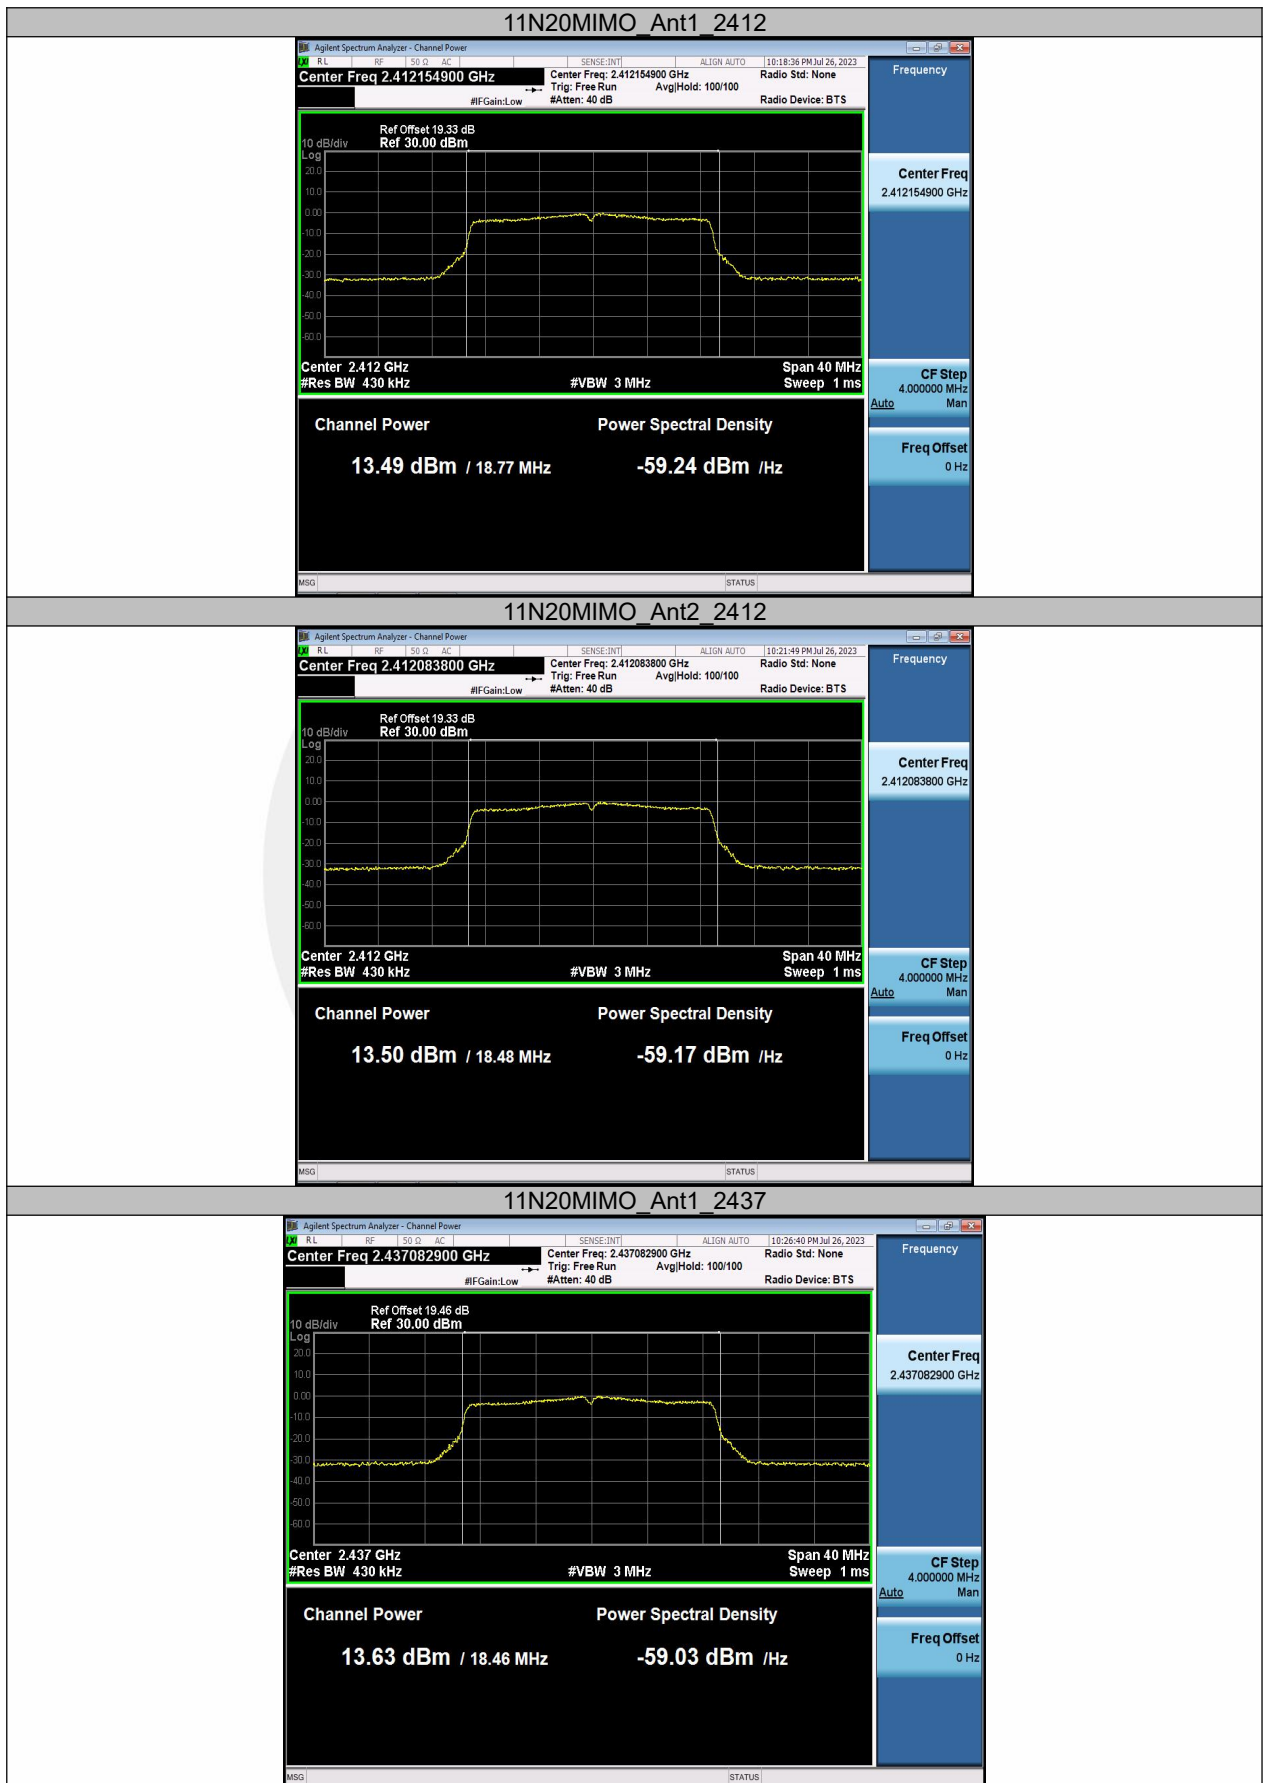 11N20MIMO_Ant1_2412
Agilent Spectrum Analyzer - Channel Power
LXI RL RF 50 Ω AC SENSE:INT ALIGN AUTO 10:18:36 PM Jul 26, 2023
Center Freq 2.412154900 GHz
Center Freq: 2.412154900 GHz
Radio Std: None
Trig: Free Run
Avg|Hold: 100/100
#IFGain:Low
#Atten: 40 dB
Radio Device: BTS
Ref Offset 19.33 dB
10 dB/div
Ref 30.00 dBm
Log
20.0
10.0
0.00
-10.0
-20.0
-30.0
-40.0
-50.0
-60.0
Center 2.412 GHz
Span 40 MHz
#Res BW 430 kHz
#VBW 3 MHz
Sweep 1 ms
Channel Power
Power Spectral Density
13.49 dBm / 18.77 MHz
-59.24 dBm /Hz
MSG
STATUS
Frequency
Center Freq
2.412154900 GHz
CF Step
4.000000 MHz
Auto Man
Freq Offset
0 Hz
11N20MIMO_Ant2_2412
Agilent Spectrum Analyzer - Channel Power
LXI RL RF 50 Ω AC SENSE:INT ALIGN AUTO 10:21:49 PM Jul 26, 2023
Center Freq 2.412083800 GHz
Center Freq: 2.412083800 GHz
Radio Std: None
Trig: Free Run
Avg|Hold: 100/100
#IFGain:Low
#Atten: 40 dB
Radio Device: BTS
Ref Offset 19.33 dB
10 dB/div
Ref 30.00 dBm
Log
20.0
10.0
0.00
-10.0
-20.0
-30.0
-40.0
-50.0
-60.0
Center 2.412 GHz
Span 40 MHz
#Res BW 430 kHz
#VBW 3 MHz
Sweep 1 ms
Channel Power
Power Spectral Density
13.50 dBm / 18.48 MHz
-59.17 dBm /Hz
MSG
STATUS
Frequency
Center Freq
2.412083800 GHz
CF Step
4.000000 MHz
Auto Man
Freq Offset
0 Hz
11N20MIMO_Ant1_2437
Agilent Spectrum Analyzer - Channel Power
LXI RL RF 50 Ω AC SENSE:INT ALIGN AUTO 10:26:40 PM Jul 26, 2023
Center Freq 2.437082900 GHz
Center Freq: 2.437082900 GHz
Radio Std: None
Trig: Free Run
Avg|Hold: 100/100
#IFGain:Low
#Atten: 40 dB
Radio Device: BTS
Ref Offset 19.46 dB
10 dB/div
Ref 30.00 dBm
Log
20.0
10.0
0.00
-10.0
-20.0
-30.0
-40.0
-50.0
-60.0
Center 2.437 GHz
Span 40 MHz
#Res BW 430 kHz
#VBW 3 MHz
Sweep 1 ms
Channel Power
Power Spectral Density
13.63 dBm / 18.46 MHz
-59.03 dBm /Hz
MSG
STATUS
Frequency
Center Freq
2.437082900 GHz
CF Step
4.000000 MHz
Auto Man
Freq Offset
0 Hz